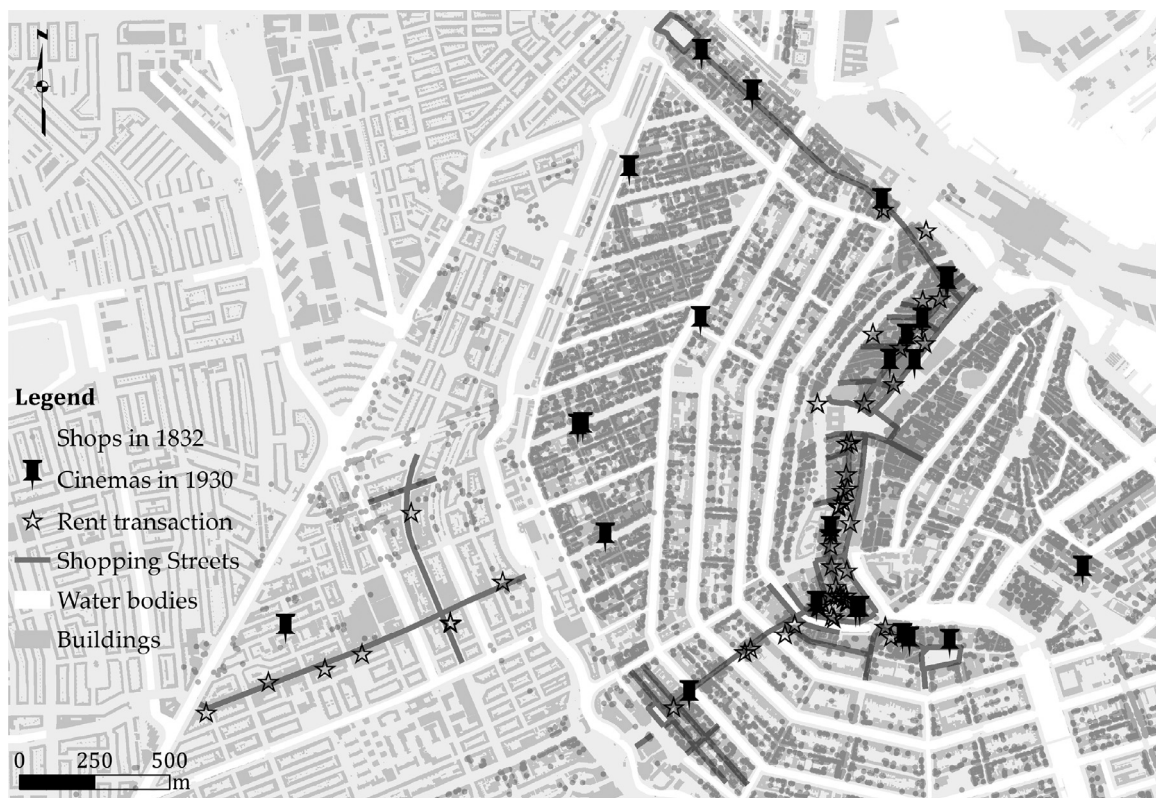 N
Legend
Shops in 1832
Cinemas in 1930
Rent transaction
Shopping Streets
Water bodies
Buildings
0 250 500
m